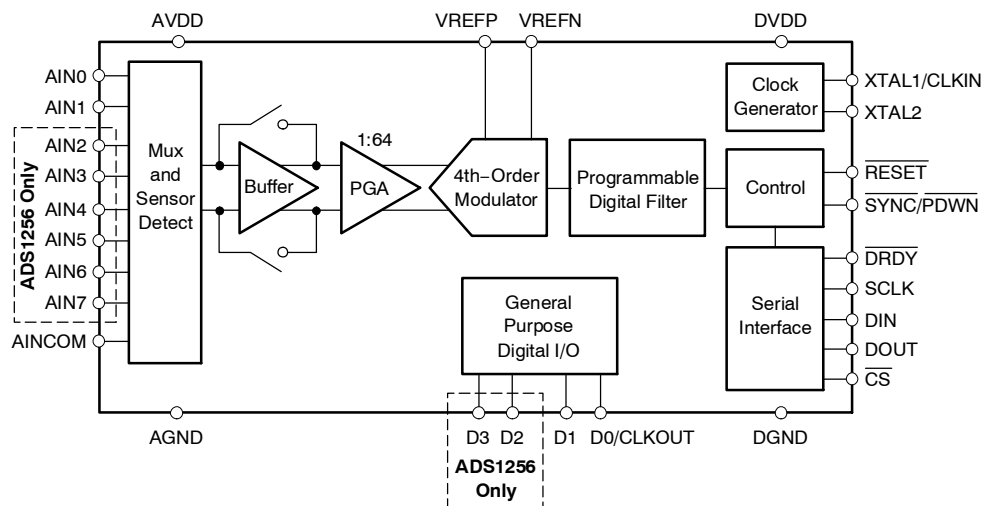 AVDD
VREFP
VREFN
DVDD
AIN0
AIN1
AIN2
AIN3
AIN4
AIN5
AIN6
AIN7
AINCOM
ADS1256 Only
Mux
and
Sensor
Detect
Buffer
1:64
PGA
4th−Order
Modulator
Programmable
Digital Filter
Clock
Generator
Control
Serial
Interface
General
Purpose
Digital I/O
XTAL1/CLKIN
XTAL2
RESET
SYNC/PDWN
DRDY
SCLK
DIN
DOUT
CS
AGND
D3
D2
D1
D0/CLKOUT
DGND
ADS1256
Only